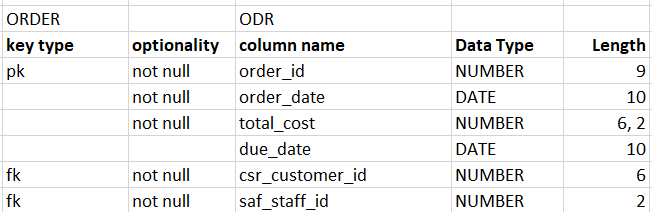 ORDER ODR
key type optionality column name Data Type Length
pk not null order_id NUMBER 9
not null order_date DATE 10
not null total_cost NUMBER 6, 2
due_date DATE 10
fk not null csr_customer_id NUMBER 6
fk not null saf_staff_id NUMBER 2